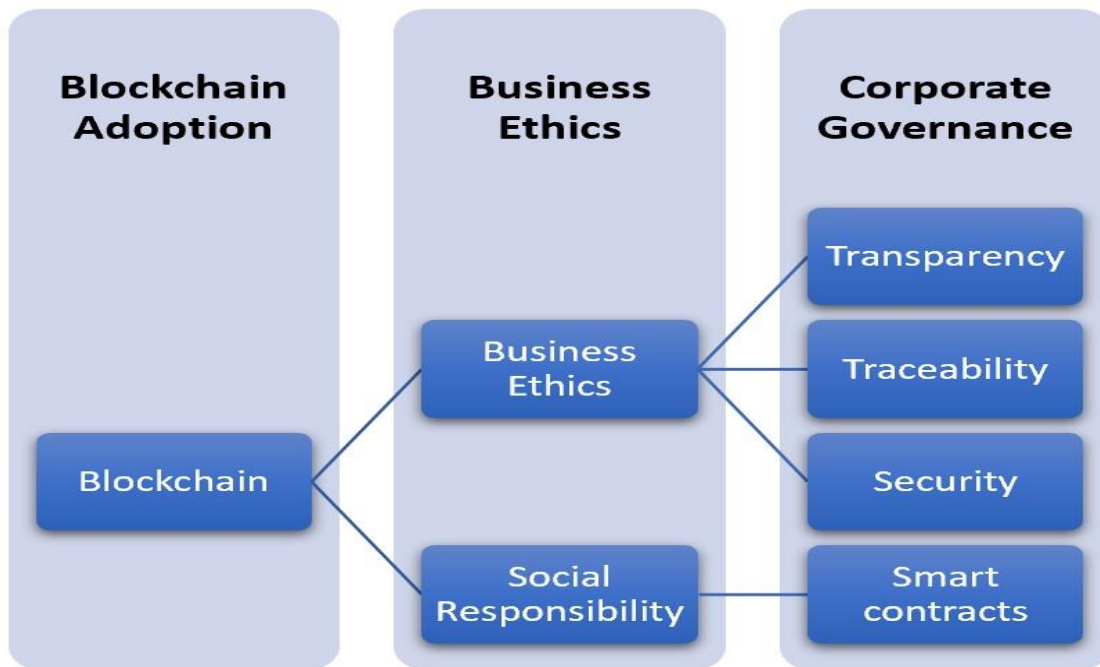 Blockchain
Adoption
Business
Ethics
Corporate
Governance
Blockchain
Business
Ethics
Social
Responsibility
Transparency
Traceability
Security
Smart
contracts